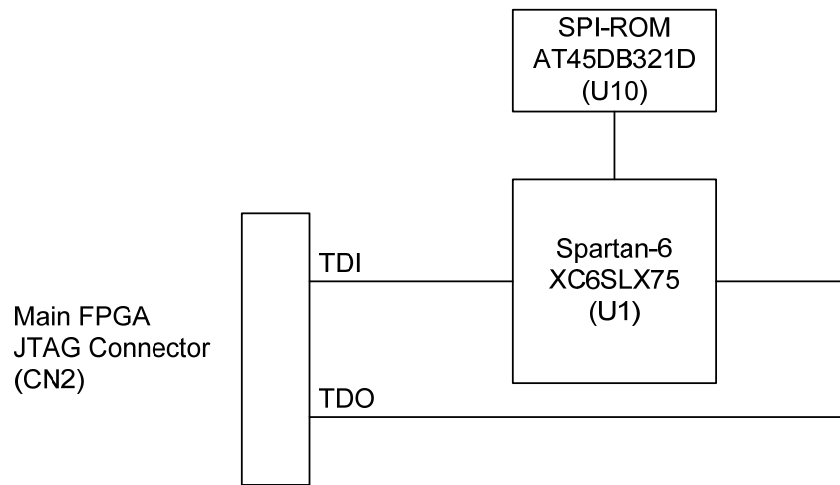 SPI-ROM
AT45DB321D
(U10)
TDI
Spartan-6
XC6SLX75
(U1)
Main FPGA
JTAG Connector
(CN2)
TDO